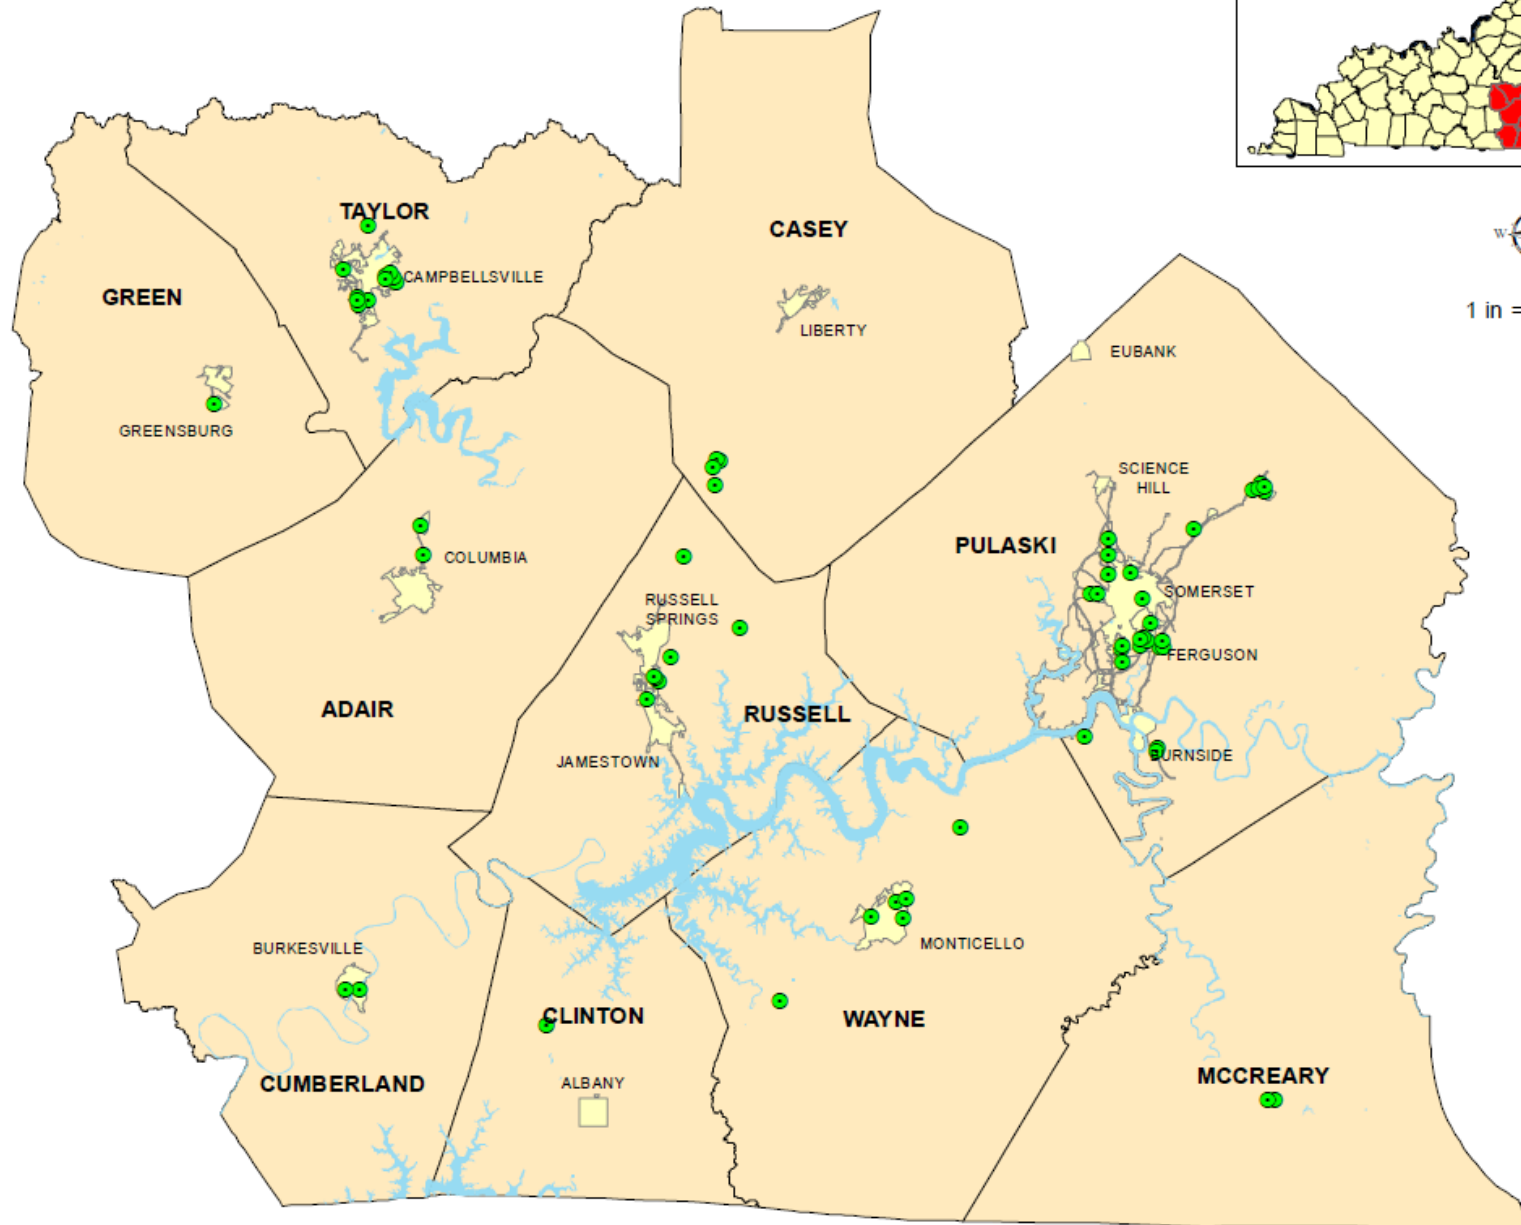 TAYLOR
CASEY
W
CAMPBELLSVILLE
GREEN
1 in =
LIBERTY
EUBANK
GREENSBURG
SCIENCE
HILL
PULASKI
COLUMBIA
SOMERSET
RUSSELL
SPRINGS
FERGUSON
ADAIR
RUSSELL
BURNSIDE
JAMESTOWN
MONTICELLO
BURKESVILLE
CLINTON
WAYNE
MCCREARY
CUMBERLAND
ALBANY